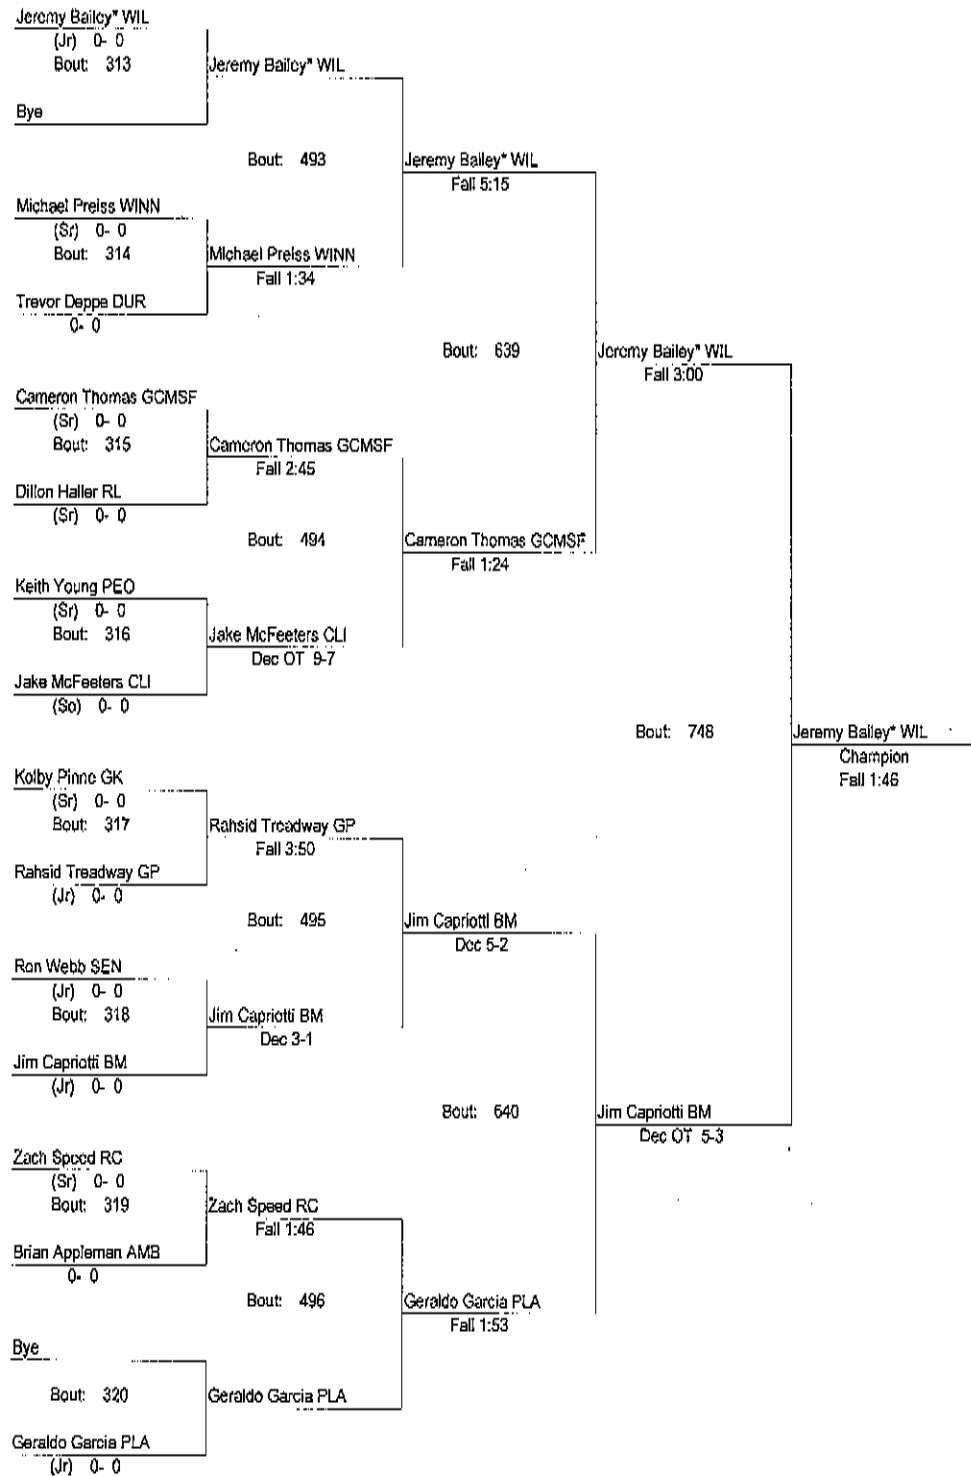 Jeremy Bailey* WIL
(Jr) 0- 0
Bout: 313
Jeremy Bailey* WIL
Bye
Bout: 493
Jeremy Bailey* WIL
Fall 5:15
Michael Preiss WINN
(Sr) 0- 0
Bout: 314
Michael Preiss WINN
Fall 1:34
Trevor Deppe DUR
0- 0
Bout: 639
Jeremy Bailey* WIL
Fall 3:00
Cameron Thomas GCMSF
(Sr) 0- 0
Bout: 315
Cameron Thomas GCMSF
Fall 2:45
Dillon Haller RL
(Sr) 0- 0
Bout: 494
Cameron Thomas GCMSF
Fall 1:24
Keith Young PEO
(Sr) 0- 0
Bout: 316
Jake McFeeters CLI
Dec OT 9-7
Jake McFeeters CLI
(So) 0- 0
Bout: 748
Jeremy Bailey* WIL
Champion
Fall 1:46
Kolby Pinne GK
(Sr) 0- 0
Bout: 317
Rahsid Treadway GP
Fall 3:50
Rahsid Treadway GP
(Jr) 0- 0
Bout: 495
Jim Capriotti BM
Dec 5-2
Ron Webb SEN
(Jr) 0- 0
Bout: 318
Jim Capriotti BM
Dec 3-1
Jim Capriotti BM
(Jr) 0- 0
Bout: 640
Jim Capriotti BM
Dec OT 5-3
Zach Speed RC
(Sr) 0- 0
Bout: 319
Zach Speed RC
Fall 1:46
Brian Appleman AMB
0- 0
Bout: 496
Geraldo Garcia PLA
Fall 1:53
Bye
Bout: 320
Geraldo Garcia PLA
Geraldo Garcia PLA
(Jr) 0- 0